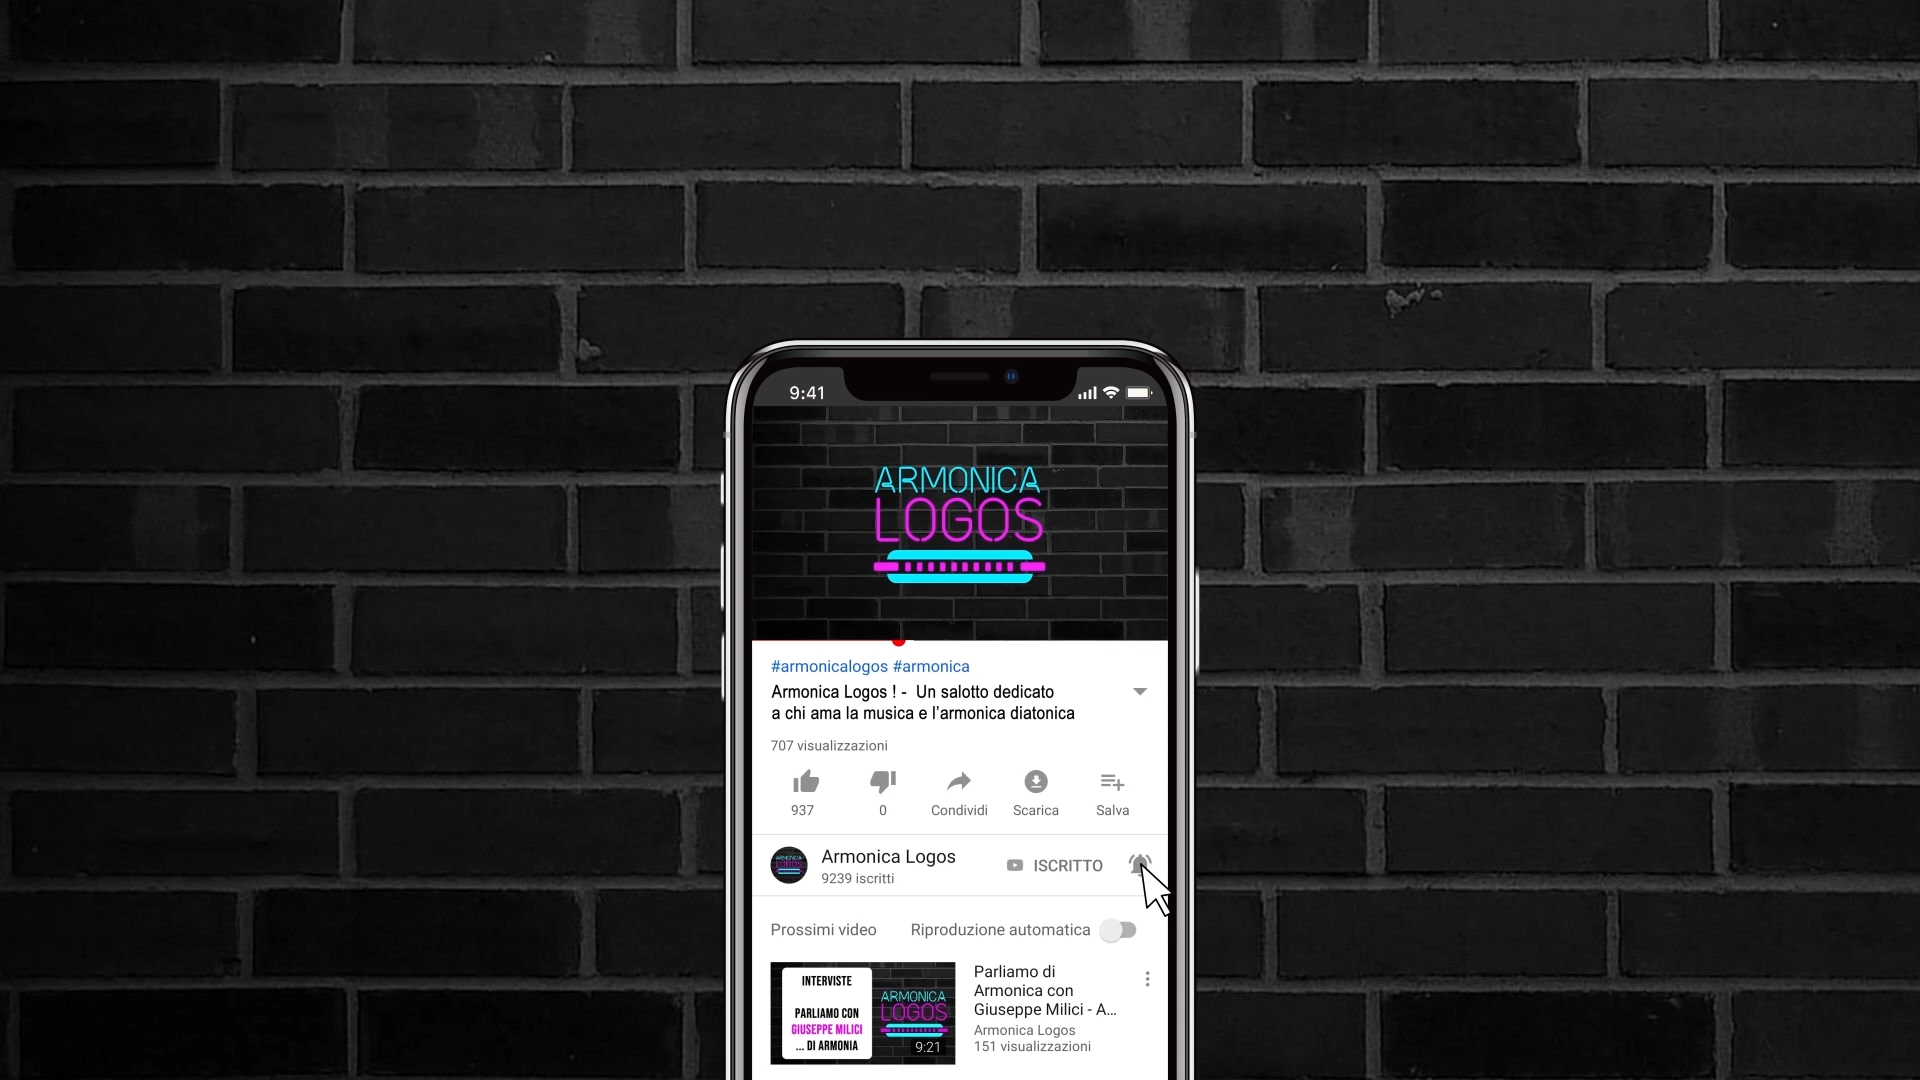 9:41
ARMONICA
LOGOS
#armonicalogos #armonica
Armonica Logos ! - Un salotto dedicato
a chi ama la musica e l'armonica diatonica
707 visualizzazioni
937
0
Condividi
Scarica
Salva
Armonica Logos
9239 iscritti
ISCRITTO
Prossimi video
Riproduzione automatica
INTERVISTE
PARLIAMO CON
GIUSEPPE MILICI
... DI ARMONIA
ARMONICA
LOGOS
9:21
Parliamo di
Armonica con
Giuseppe Milici - A...
Armonica Logos
151 visualizzazioni